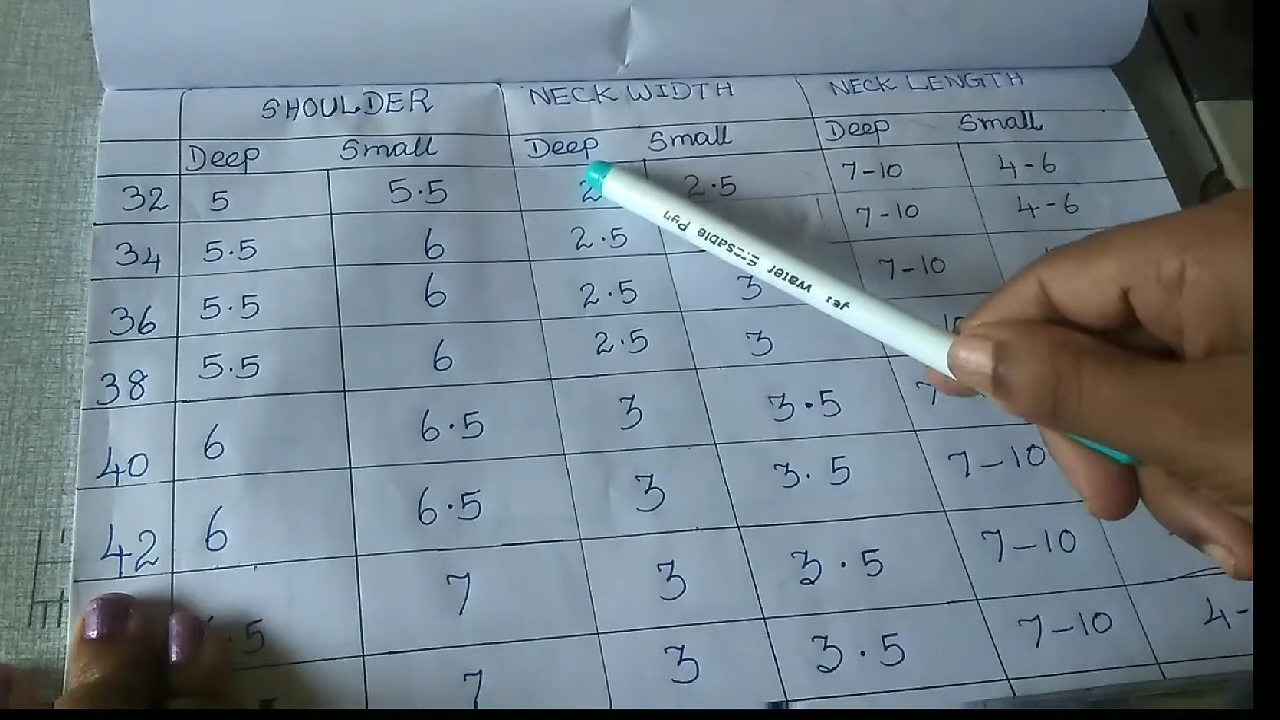 SHOULDER NECK WIDTH NECK LENGTH
Deep Small Deep Small Deep Small
32 5 5.5 2 2.5 7-10 4-6
34 5.5 6 2.5 7-10 4-6
36 5.5 6 2.5 3 7-10
38 5.5 6 2.5 3 10
40 6 6.5 3 3.5 7
42 6 6.5 3 3.5 7-10
.5 7 3 3.5 7-10
7 3 3.5 7-10 4-
Water Erasable Pen